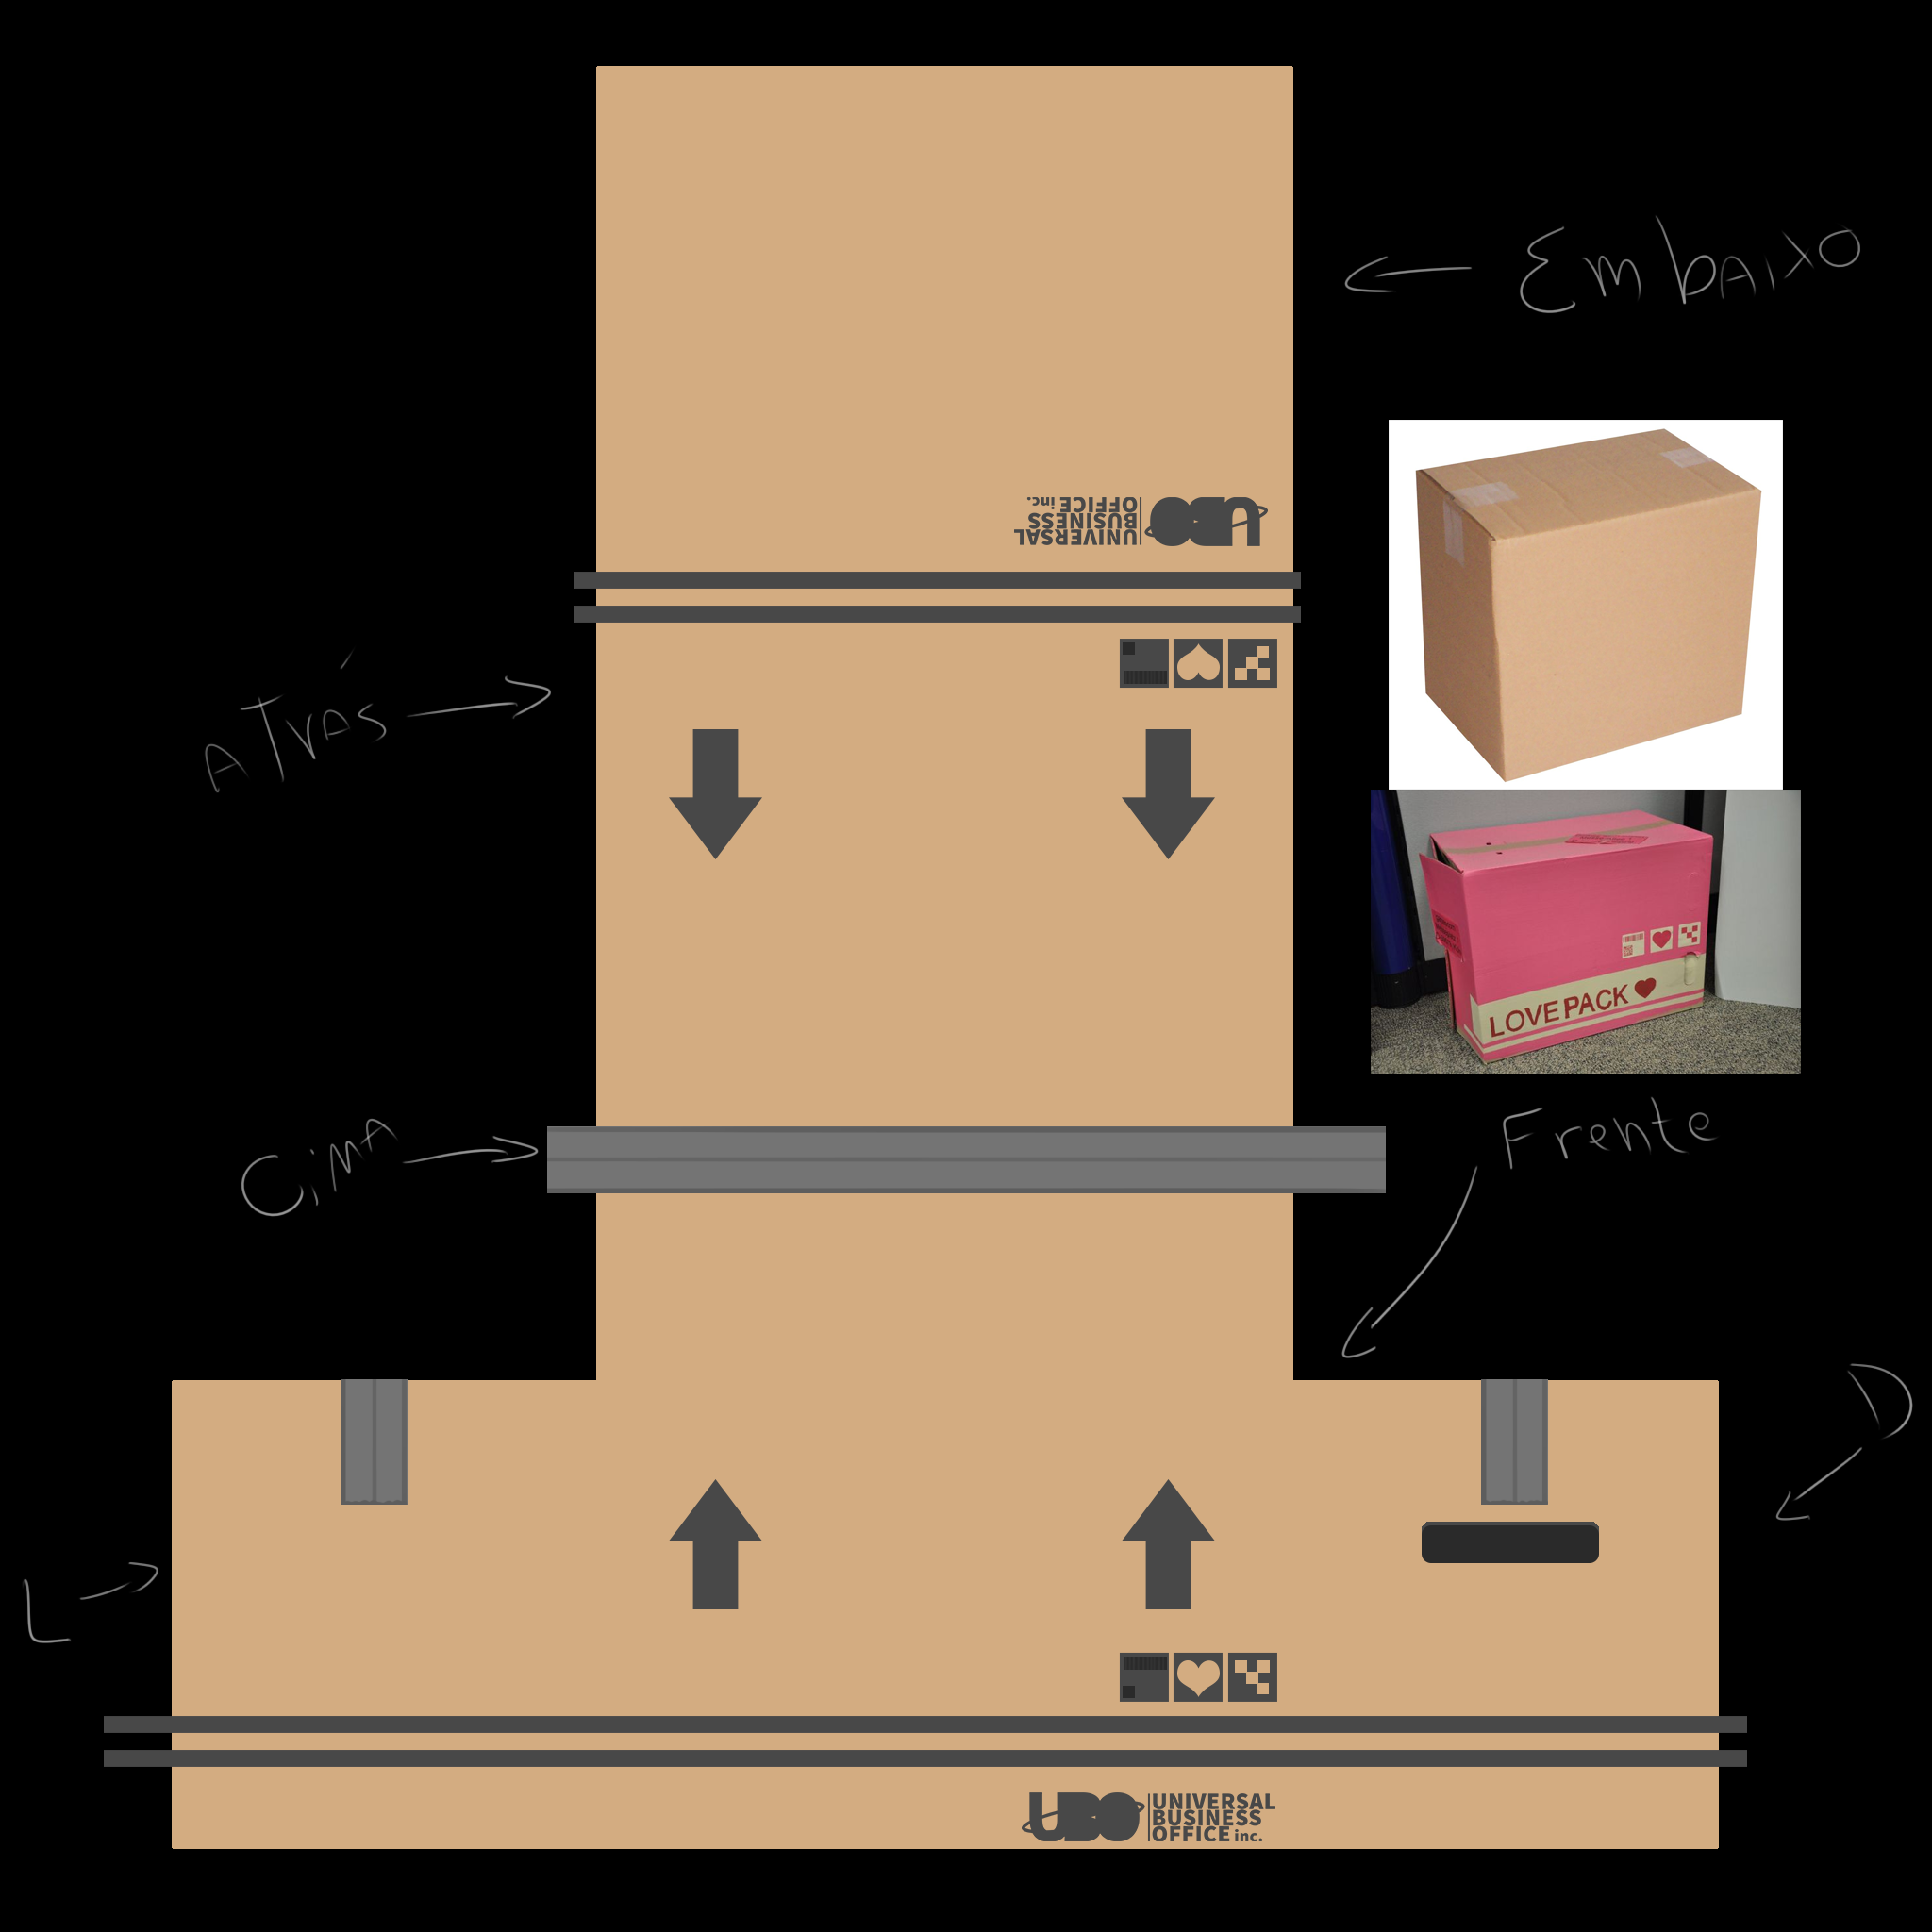 Embaixo
UBO
UNIVERSAL
BUSINESS
OFFICE inc.
Atrás
LOVE PACK
Cima
Frente
D
L
UBO
UNIVERSAL
BUSINESS
OFFICE inc.